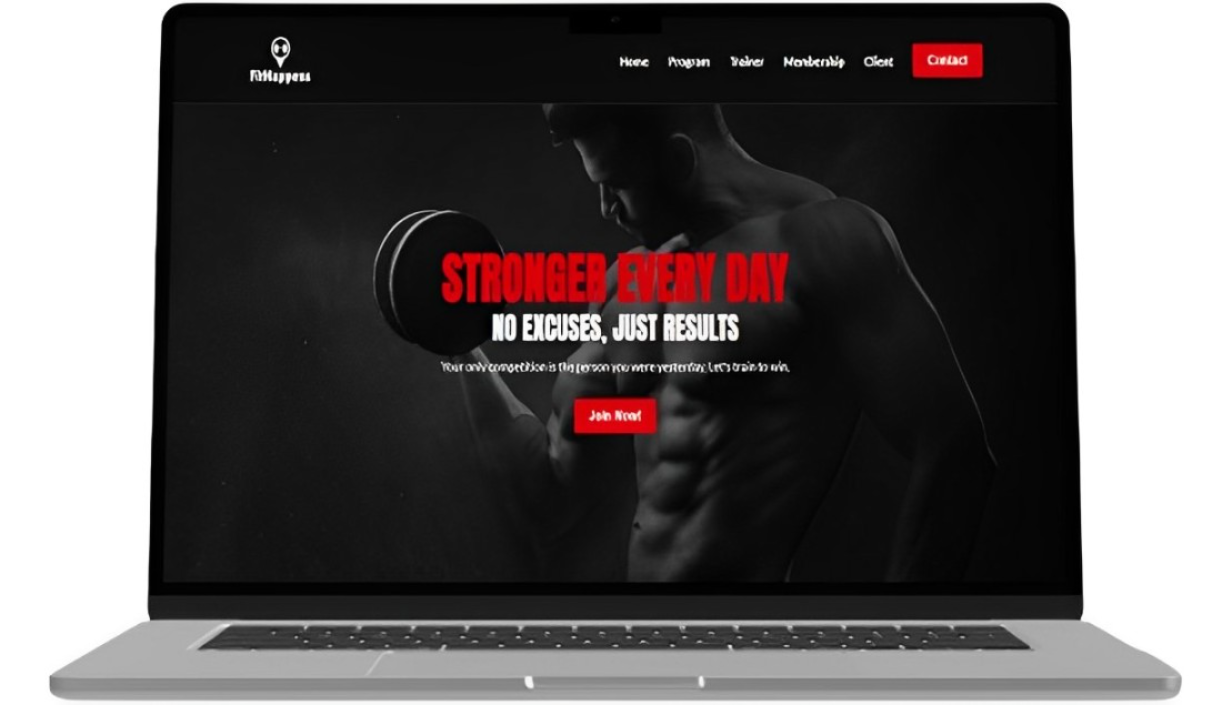 FitHappens
Home Program Trainer Membership Client Contact
STRONGER EVERY DAY
NO EXCUSES, JUST RESULTS
Your only competition is the person you were yesterday. Let's train to win.
Join Now!